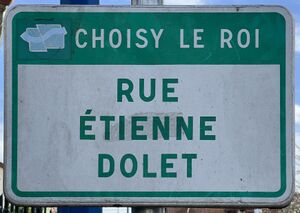 CHOISY LE ROI
RUE
ÉTIENNE
DOLET